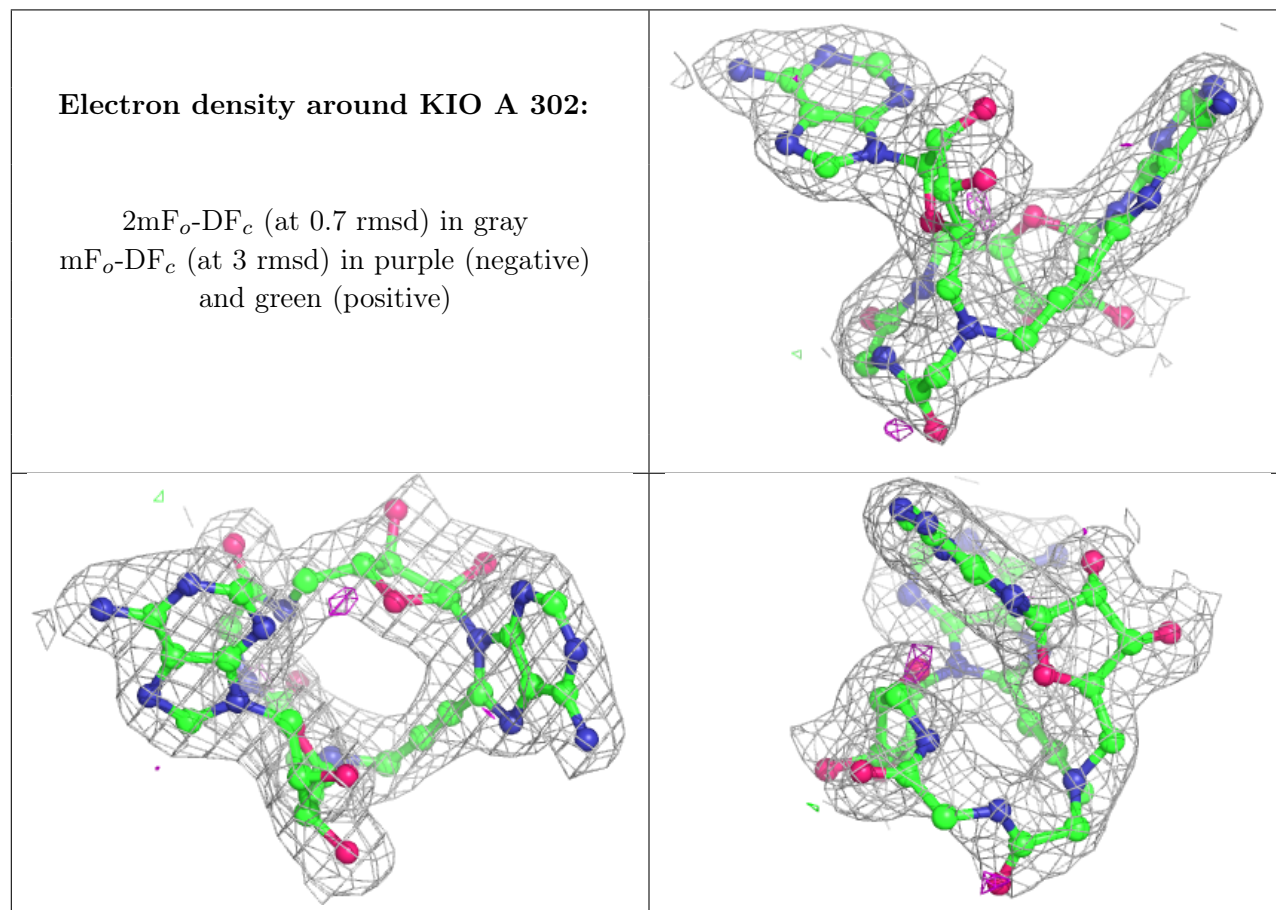 Electron density around KIO A 302:
2mFo-DFc (at 0.7 rmsd) in gray
mFo-DFc (at 3 rmsd) in purple (negative)
and green (positive)